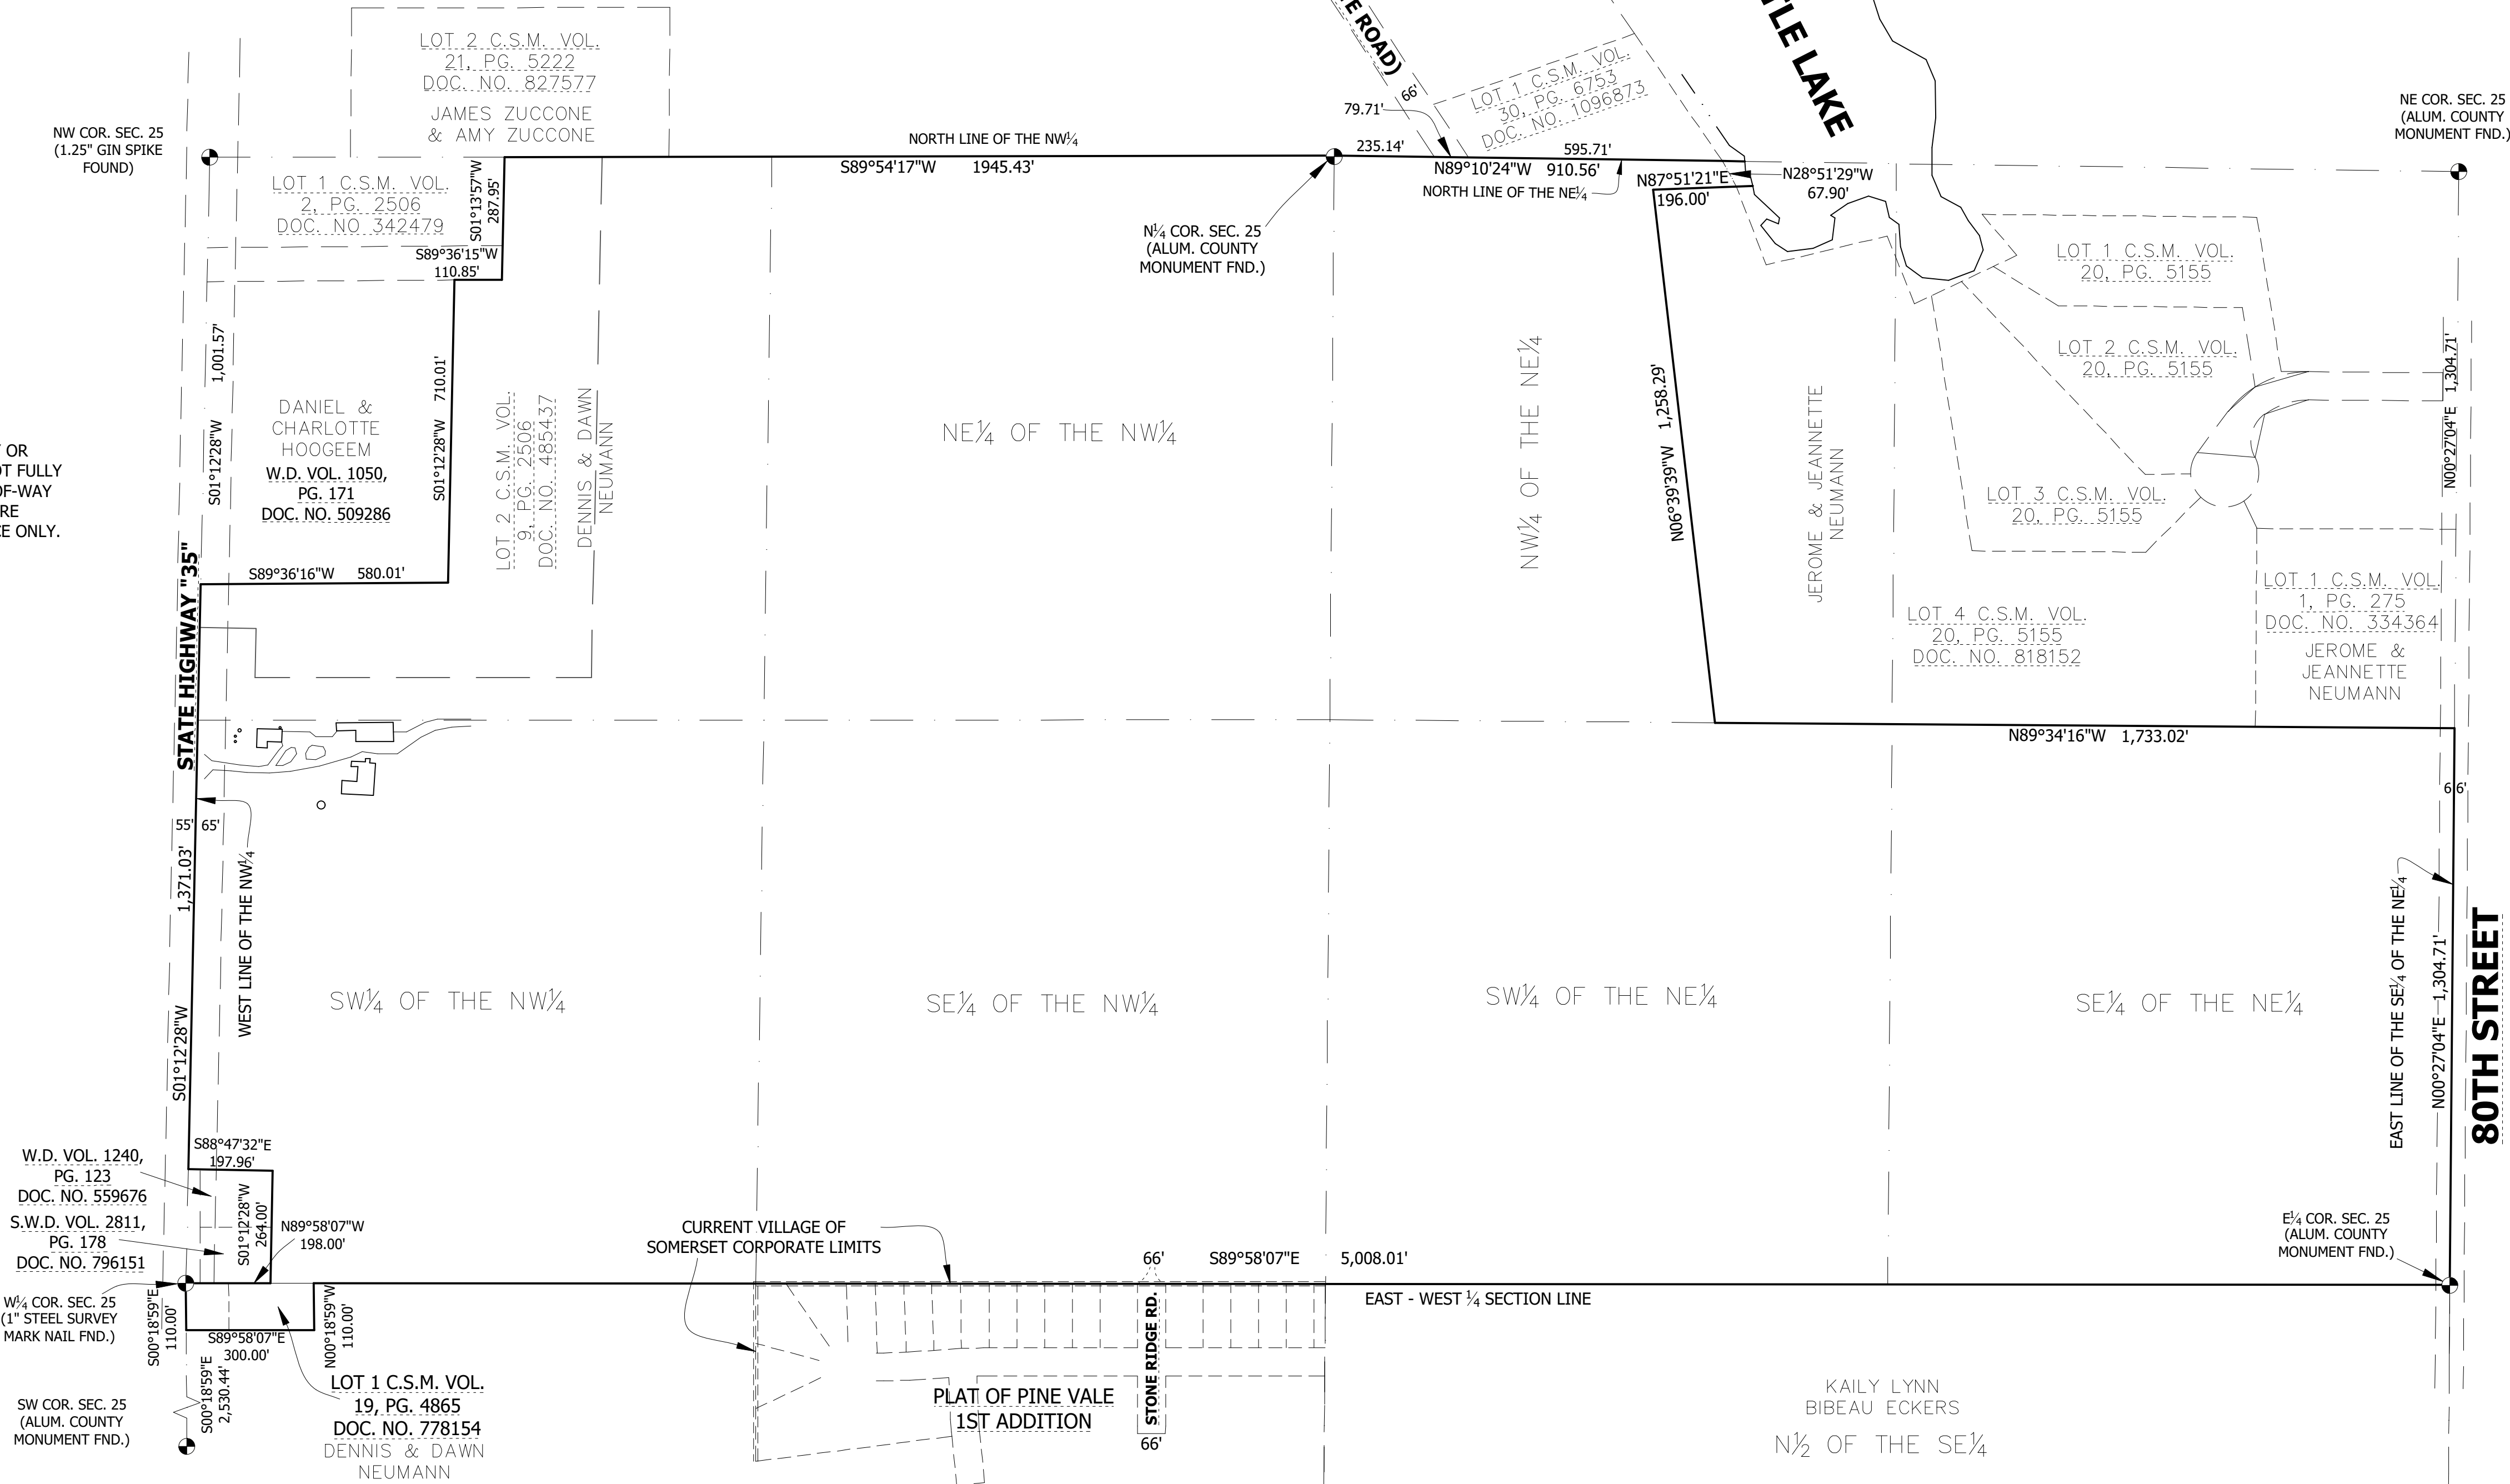 LOT 2 C.S.M. VOL.
21, PG. 5222
DOC. NO. 827577
JAMES ZUCCONE
& AMY ZUCCONE
NW COR. SEC. 25
(1.25" GIN SPIKE
FOUND)
NORTH LINE OF THE NW¼
S89°54'17"W 1945.43'
LOT 1 C.S.M. VOL.
2, PG. 2506
DOC. NO 342479
S01°13'57"W
287.95'
S89°36'15"W
110.85'
E ROAD)
66'
79.71'
LOT 1 C.S.M. VOL.
30, PG. 6753
DOC. NO. 1096873
TLE LAKE
NE COR. SEC. 25
(ALUM. COUNTY
MONUMENT FND.)
235.14'
595.71'
N89°10'24"W 910.56'
NORTH LINE OF THE NE¼
N87°51'21"E
196.00'
N28°51'29"W
67.90'
N¼ COR. SEC. 25
(ALUM. COUNTY
MONUMENT FND.)
LOT 1 C.S.M. VOL.
20, PG. 5155
LOT 2 C.S.M. VOL.
20, PG. 5155
LOT 3 C.S.M. VOL.
20, PG. 5155
LOT 4 C.S.M. VOL.
20, PG. 5155
DOC. NO. 818152
LOT 1 C.S.M. VOL.
1, PG. 275
DOC. NO. 334364
JEROME &
JEANNETTE
NEUMANN
N00°27'04"E 1,304.71'
1,001.57'
S01°12'28"W
DANIEL &
CHARLOTTE
HOOGEEM
W.D. VOL. 1050,
PG. 171
DOC. NO. 509286
S01°12'28"W 710.01'
LOT 2 C.S.M. VOL.
9, PG. 2506
DOC. NO. 485437
DENNIS & DAWN
NEUMANN
NE¼ OF THE NW¼
NW¼ OF THE NE¼
N06°39'39"W 1,258.29'
JEROME & JEANNETTE
NEUMANN
Y OR
OT FULLY
OF-WAY
RE
CE ONLY.
S89°36'16"W 580.01'
STATE HIGHWAY "35"
N89°34'16"W 1,733.02'
66'
55' 65'
1,371.03'
S01°12'28"W
WEST LINE OF THE NW¼
SW¼ OF THE NW¼
SE¼ OF THE NW¼
SW¼ OF THE NE¼
SE¼ OF THE NE¼
EAST LINE OF THE SE¼ OF THE NE¼
N00°27'04"E 1,304.71'
80TH STREET
S88°47'32"E
197.96'
W.D. VOL. 1240,
PG. 123
DOC. NO. 559676
S.W.D. VOL. 2811,
PG. 178
DOC. NO. 796151
S01°12'28"W
264.00'
N89°58'07"W
198.00'
CURRENT VILLAGE OF
SOMERSET CORPORATE LIMITS
66'
S89°58'07"E 5,008.01'
E¼ COR. SEC. 25
(ALUM. COUNTY
MONUMENT FND.)
W¼ COR. SEC. 25
(1" STEEL SURVEY
MARK NAIL FND.)
S00°18'59"E
110.00'
S89°58'07"E
300.00'
N00°18'59"W
110.00'
EAST - WEST ¼ SECTION LINE
STONE RIDGE RD.
66'
S00°18'59"E
2,530.44'
LOT 1 C.S.M. VOL.
19, PG. 4865
DOC. NO. 778154
DENNIS & DAWN
NEUMANN
PLAT OF PINE VALE
1ST ADDITION
KAILY LYNN
BIBEAU ECKERS
N½ OF THE SE¼
SW COR. SEC. 25
(ALUM. COUNTY
MONUMENT FND.)